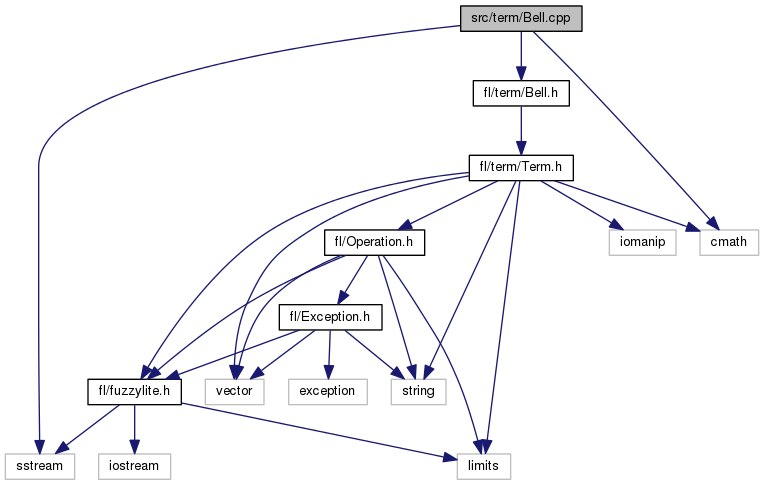 src/term/Bell.cpp
fl/term/Bell.h
fl/term/Term.h
fl/Operation.h
iomanip
cmath
fl/Exception.h
fl/fuzzylite.h
vector
exception
string
sstream
iostream
limits